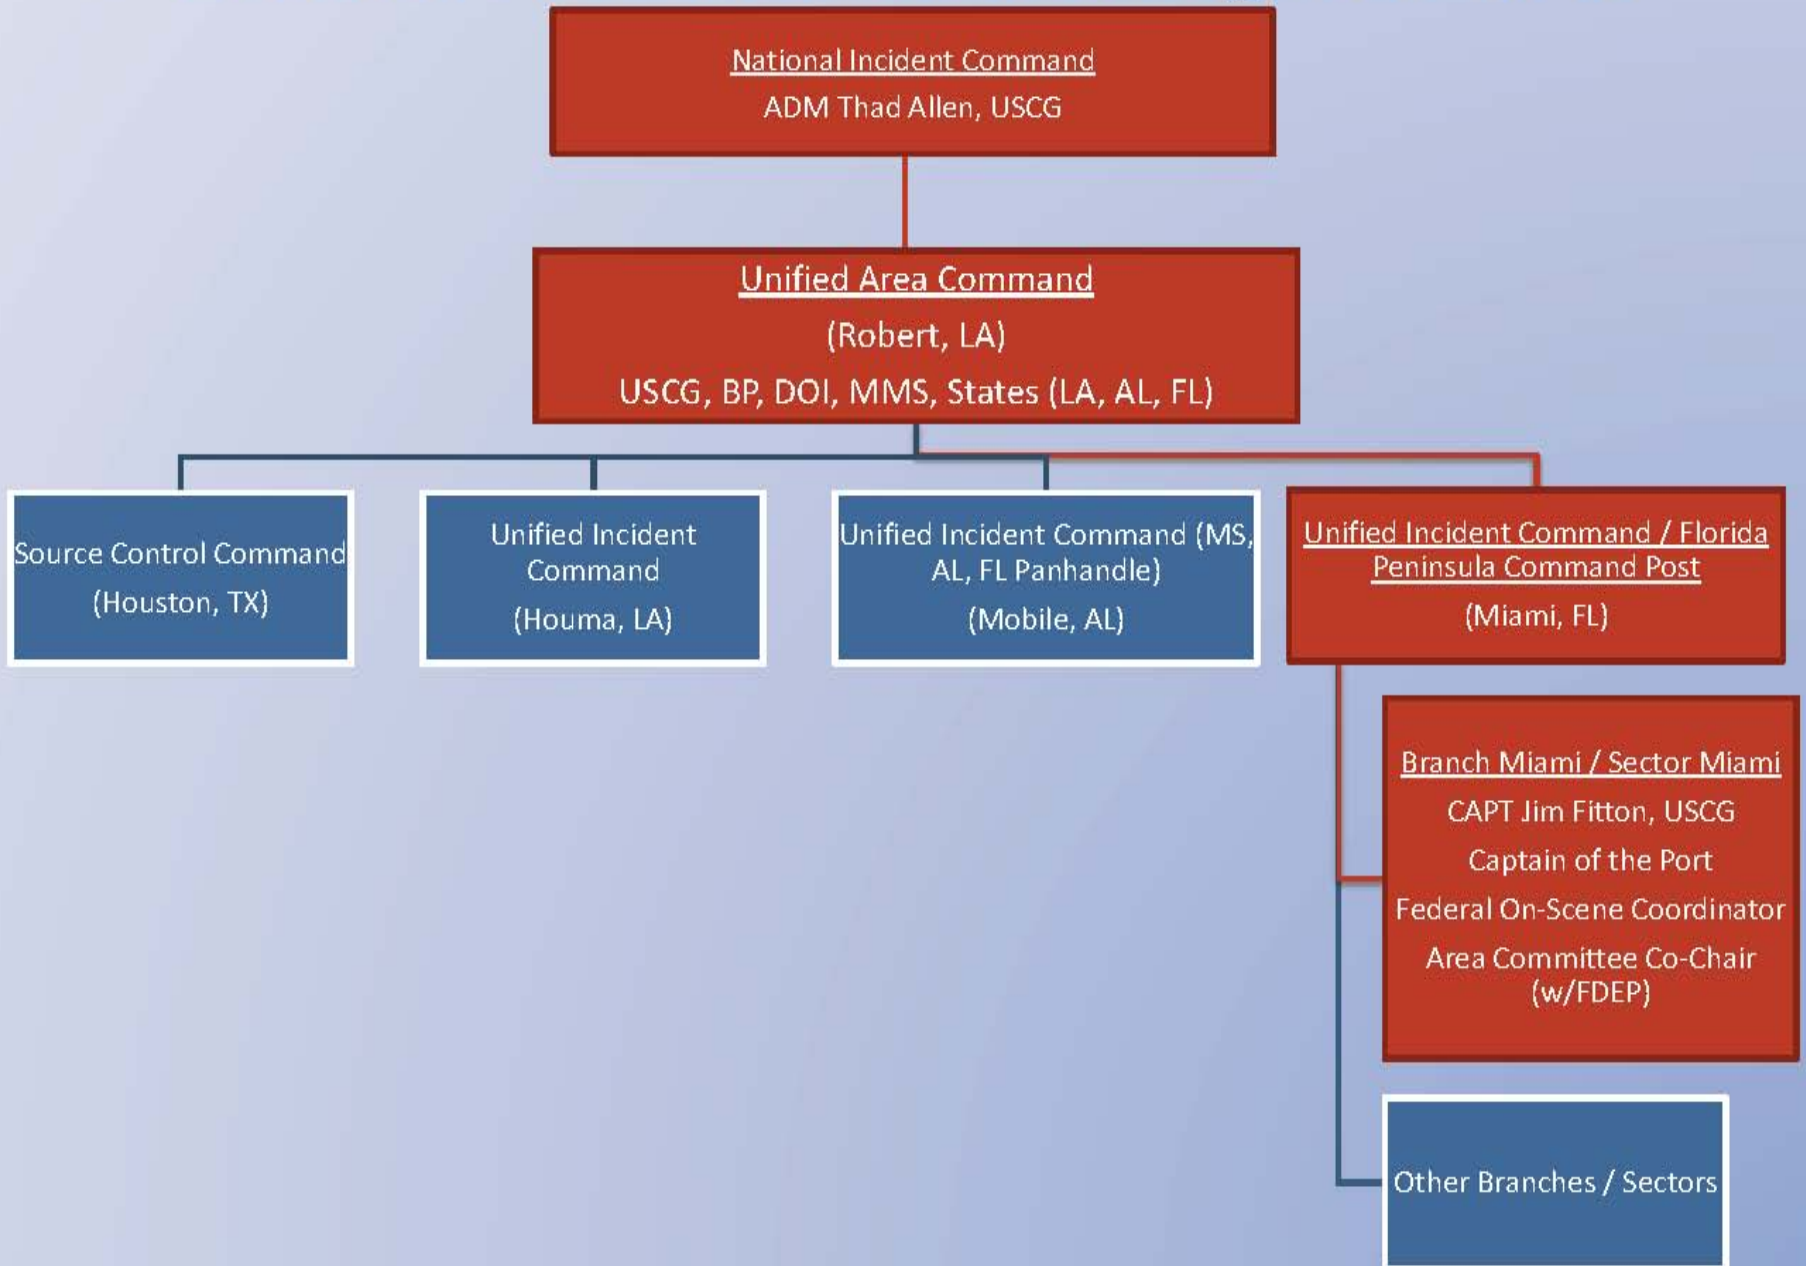 National Incident Command
ADM Thad Allen, USCG
Unified Area Command
(Robert, LA)
USCG, BP, DOI, MMS, States (LA, AL, FL)
Source Control Command
(Houston, TX)
Unified Incident
Command
(Houma, LA)
Unified Incident Command (MS,
AL, FL Panhandle)
(Mobile, AL)
Unified Incident Command / Florida
Peninsula Command Post
(Miami, FL)
Branch Miami / Sector Miami
CAPT Jim Fitton, USCG
Captain of the Port
Federal On-Scene Coordinator
Area Committee Co-Chair
(w/FDEP)
Other Branches / Sectors